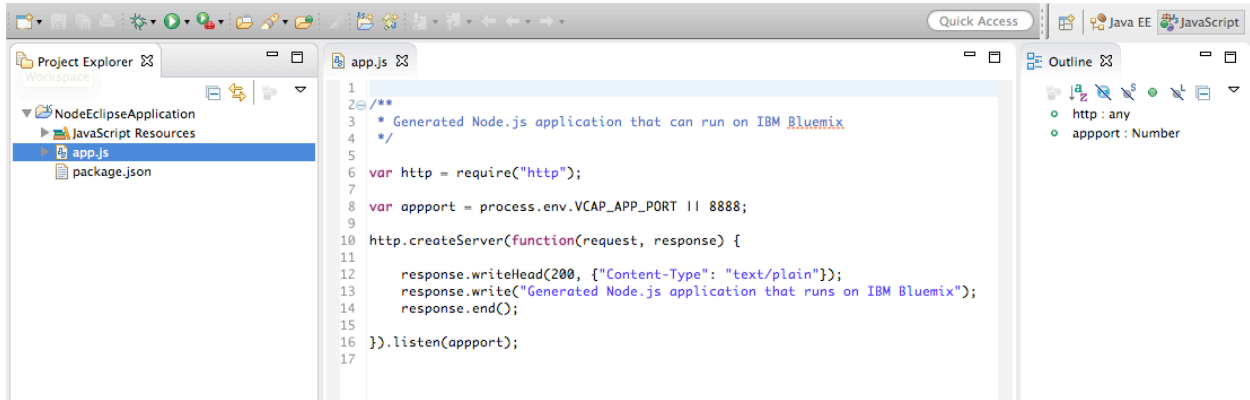 Quick Access
Java EE
JavaScript
Project Explorer
Workspace
NodeEclipseApplication
JavaScript Resources
app.js
package.json
app.js
1
2 /**
3 * Generated Node.js application that can run on IBM Bluemix
4 */
5
6 var http = require("http");
7
8 var appport = process.env.VCAP_APP_PORT || 8888;
9
10 http.createServer(function(request, response) {
11
12 response.writeHead(200, {"Content-Type": "text/plain"});
13 response.write("Generated Node.js application that runs on IBM Bluemix");
14 response.end();
15
16 }).listen(appport);
17
Outline
http : any
appport : Number